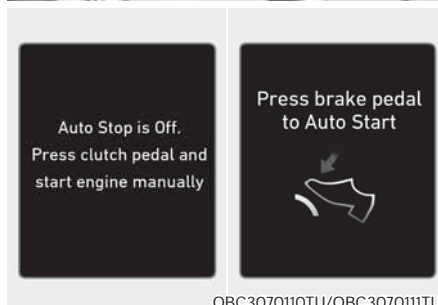 Auto Stop is Off.
Press clutch pedal and
start engine manually
Press brake pedal
to Auto Start
OBC3070110TU/OBC3070111TU